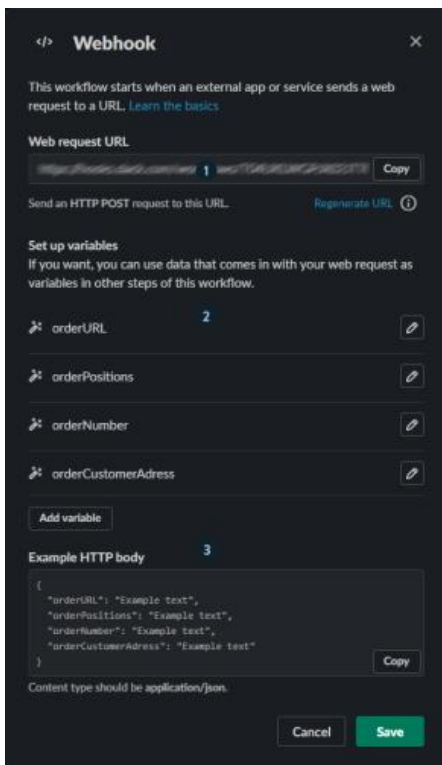 </> Webhook
This workflow starts when an external app or service sends a web
request to a URL. Learn the basics
Web request URL
1
Copy
Send an HTTP POST request to this URL.
Regenerate URL
Set up variables
If you want, you can use data that comes in with your web request as
variables in other steps of this workflow.
2
orderURL
orderPositions
orderNumber
orderCustomerAdress
Add variable
3
Example HTTP body
{
"orderURL": "Example text",
"orderPositions": "Example text",
"orderNumber": "Example text",
"orderCustomerAdress": "Example text"
}
Copy
Content type should be application/json.
Cancel
Save